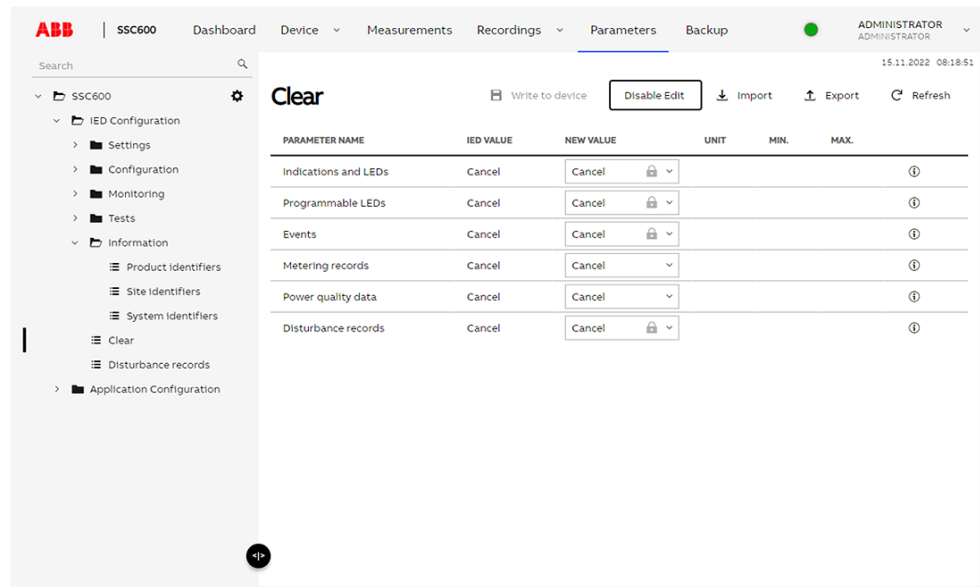 ABB SSC600 Dashboard Device Measurements Recordings Parameters Backup ADMINISTRATOR
ADMINISTRATOR
Search
15.11.2022 08:18:51
SSC600
IED Configuration
Settings
Configuration
Monitoring
Tests
Information
Product identifiers
Site identifiers
System identifiers
Clear
Disturbance records
Application Configuration
Clear Write to device Disable Edit Import Export Refresh
PARAMETER NAME IED VALUE NEW VALUE UNIT MIN. MAX.
Indications and LEDs Cancel Cancel
Programmable LEDs Cancel Cancel
Events Cancel Cancel
Metering records Cancel Cancel
Power quality data Cancel Cancel
Disturbance records Cancel Cancel